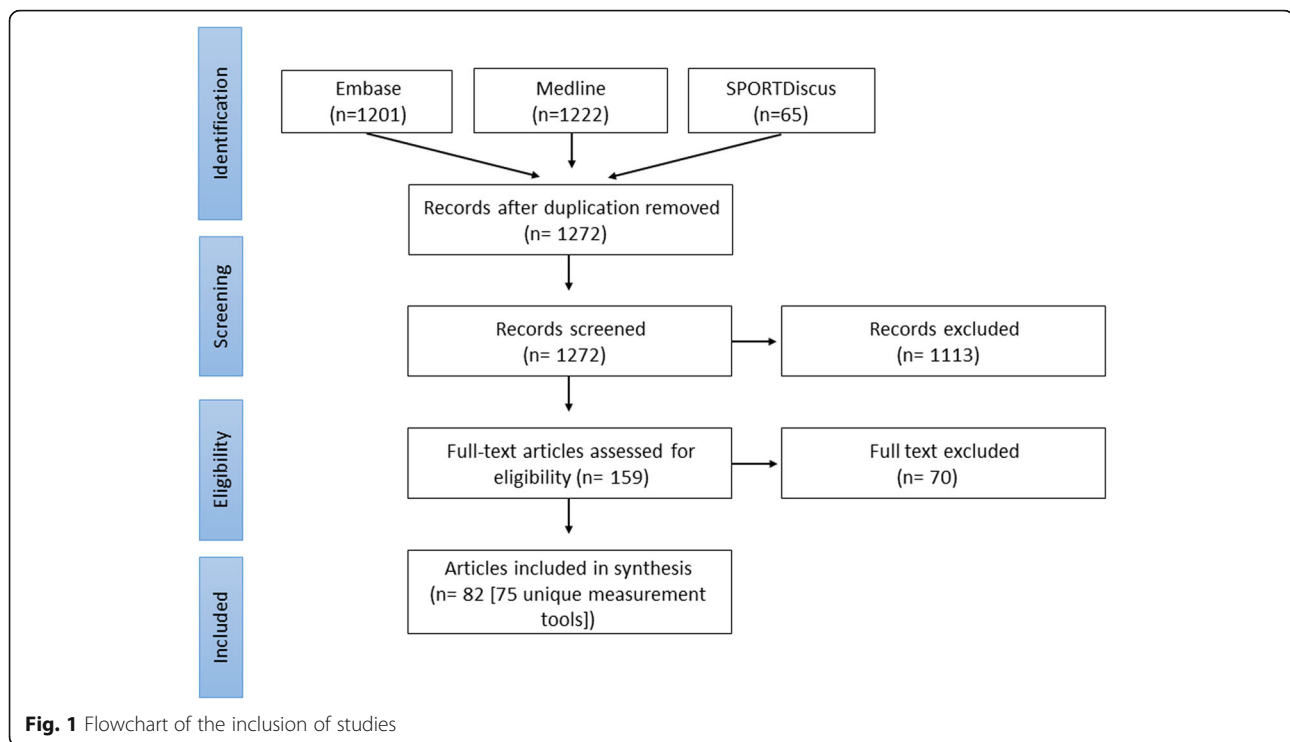 Identification
Embase
(n=1201)
Medline
(n=1222)
SPORTDiscus
(n=65)
Records after duplication removed
(n= 1272)
Screening
Records screened
(n= 1272)
Records excluded
(n= 1113)
Eligibility
Full-text articles assessed for
eligibility (n= 159)
Full text excluded
(n= 70)
Included
Articles included in synthesis
(n= 82 [75 unique measurement
tools])
Fig. 1 Flowchart of the inclusion of studies